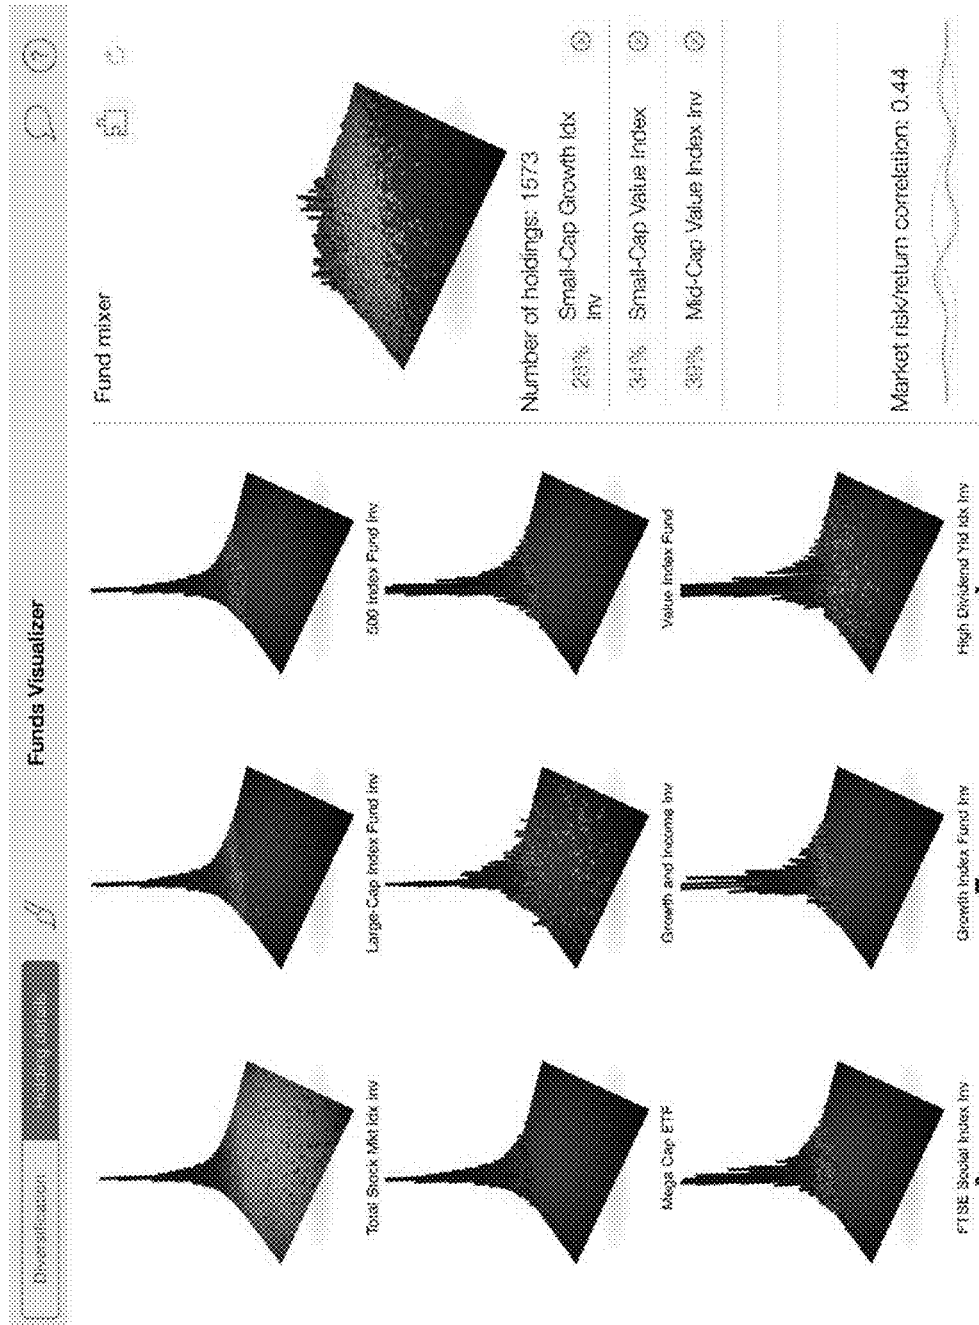 Diversification
Funds Visualizer
Total Stock Mkt Idx Inv
Large-Cap Index Fund Inv
500 Index Fund Inv
Mega Cap ETF
Growth and Income Inv
Value Index Fund
FTSE Social Index Inv
Growth Index Fund Inv
High Dividend Yld Idx Inv
Fund mixer
Number of holdings: 1573
28% Small-Cap Growth Idx
Inv
34% Small-Cap Value Index
39% Mid-Cap Value Index Inv
Market risk/return correlation: 0.44